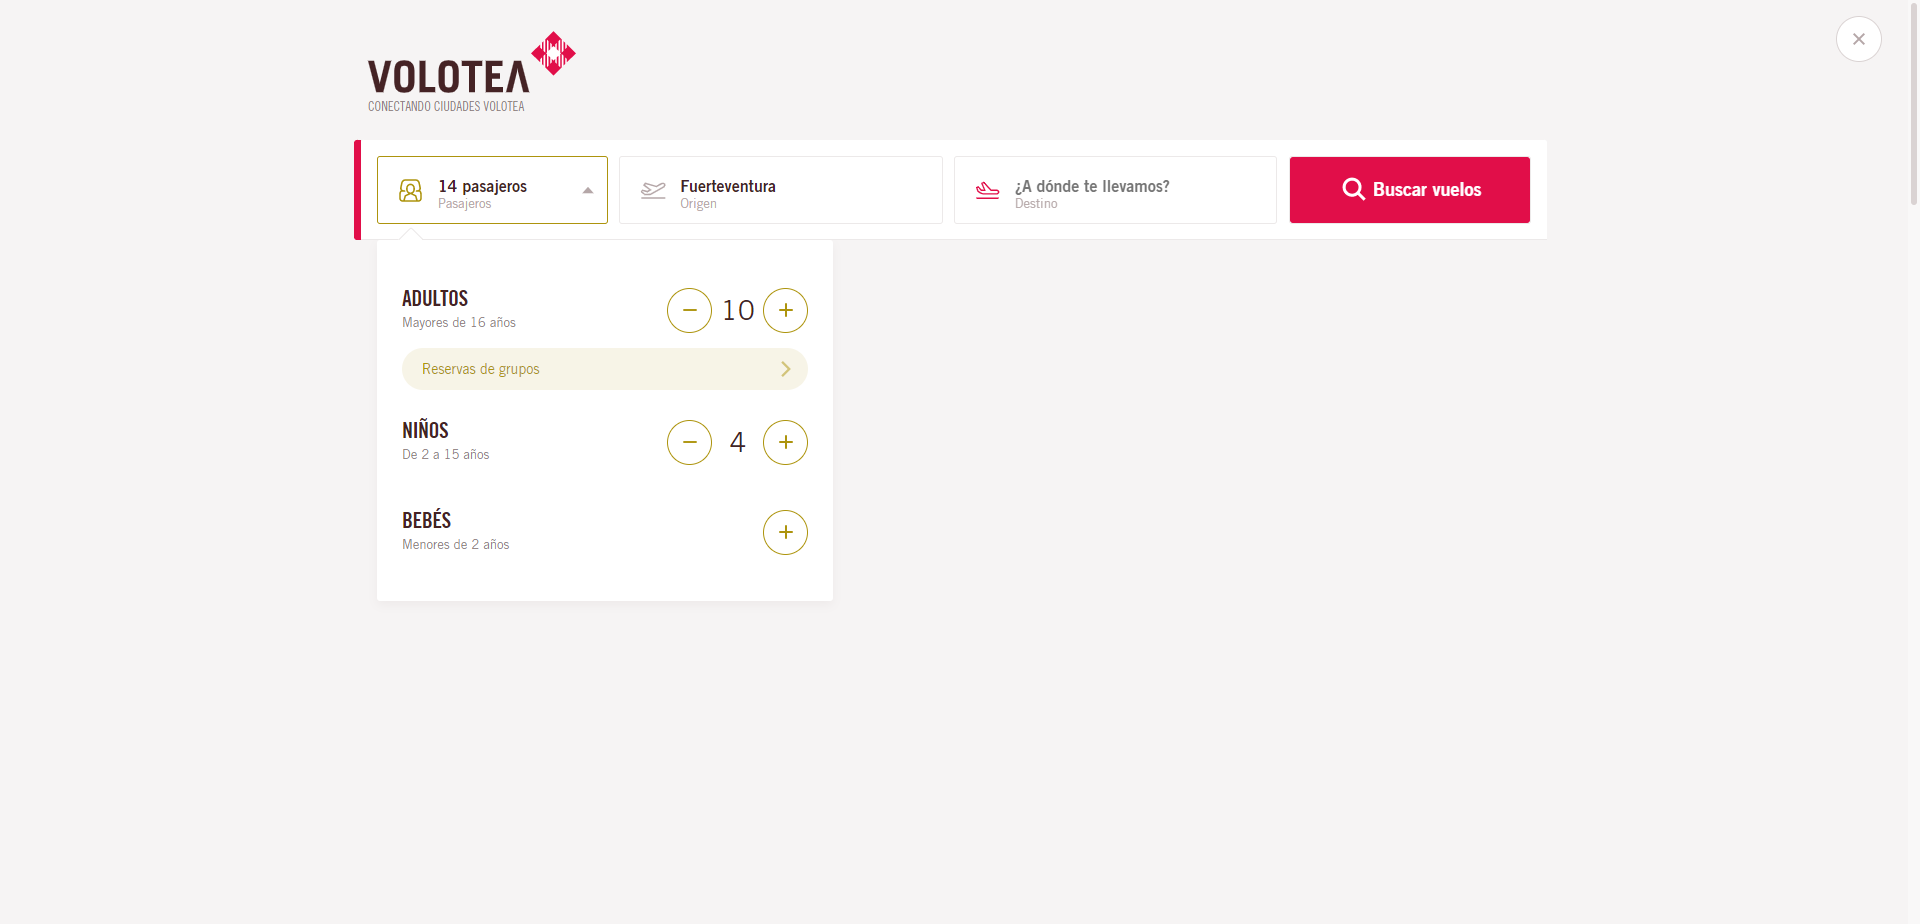 VOLOTEA
CONECTANDO CIUDADES VOLOTEA
14 pasajeros
Pasajeros
Fuerteventura
Origen
¿A dónde te llevamos?
Destino
Buscar vuelos
ADULTOS
Mayores de 16 años
10
Reservas de grupos
NIÑOS
De 2 a 15 años
4
BEBÉS
Menores de 2 años